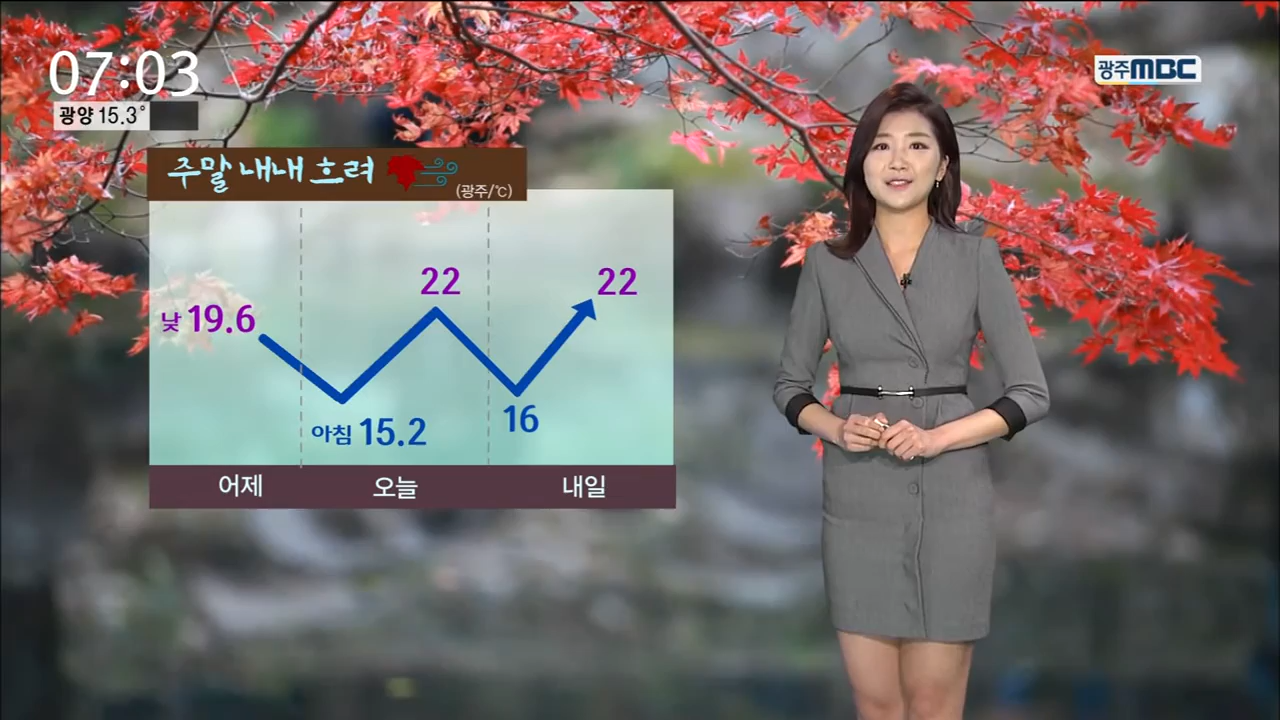 07:03
광양 15.3°
광주MBC
주말 내내 흐려
(광주/℃)
낮 19.6
22
22
아침 15.2
16
어제
오늘
내일